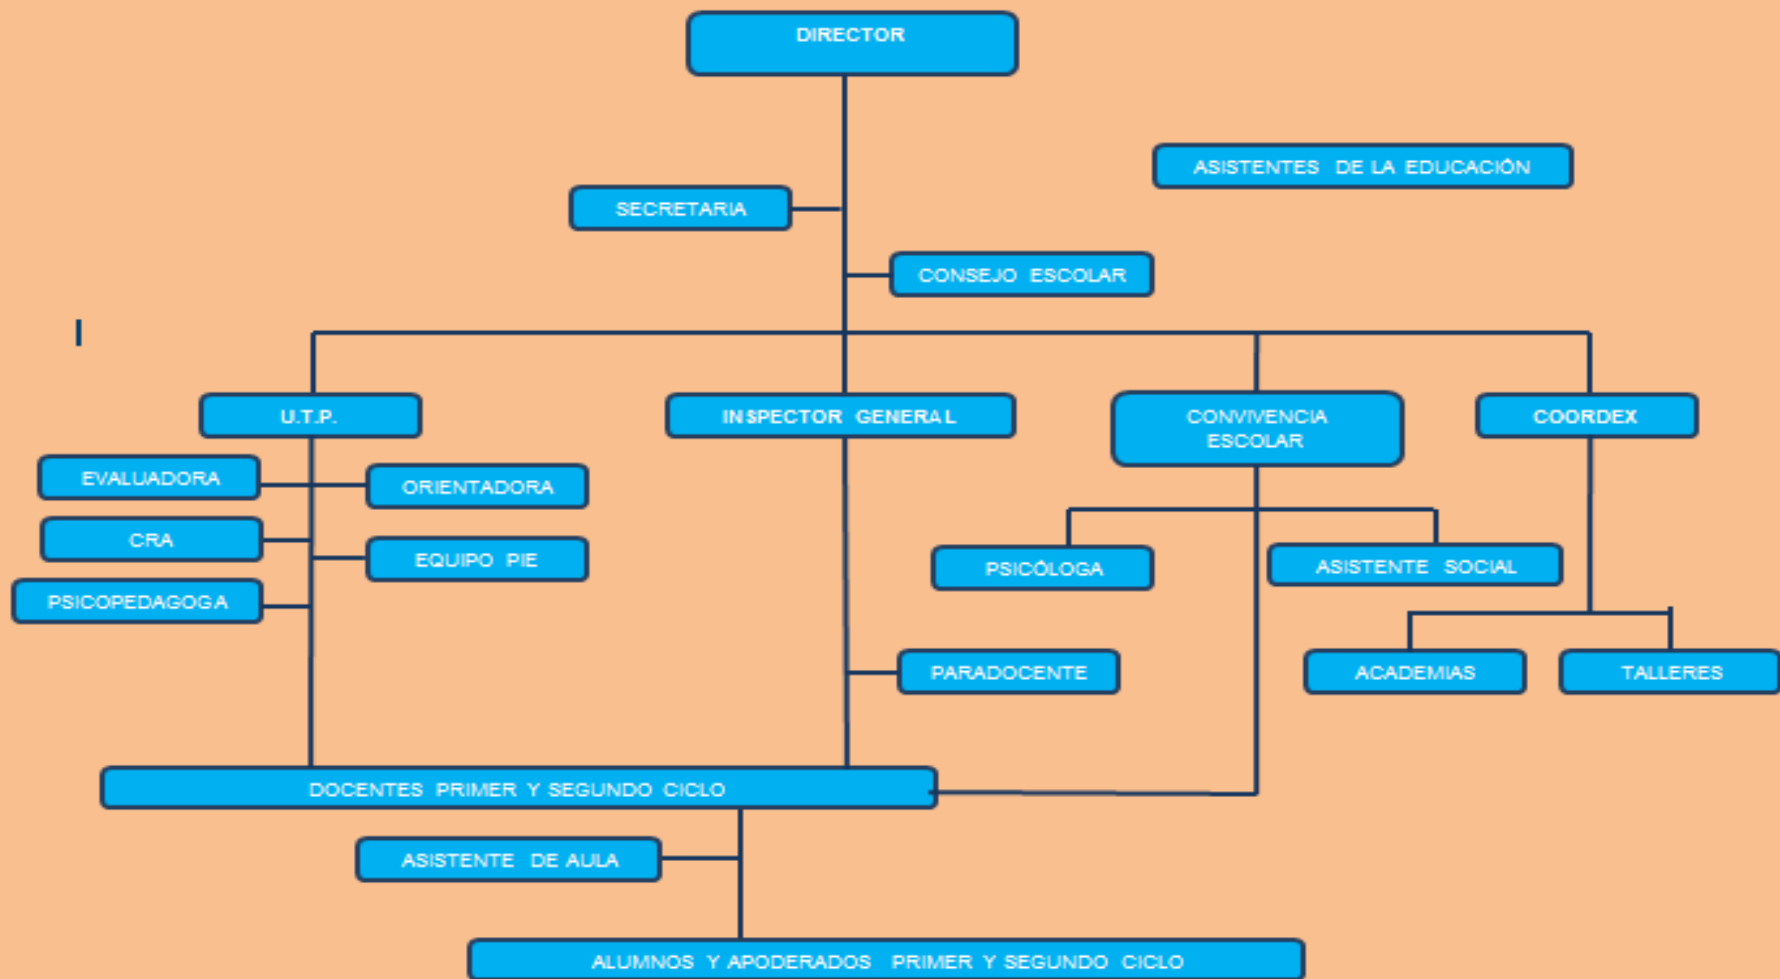 DIRECTOR
ASISTENTES DE LA EDUCACIÓN
SECRETARIA
CONSEJO ESCOLAR
U.T.P.
INSPECTOR GENERAL
CONVIVENCIA
ESCOLAR
COORDEX
EVALUADORA
ORIENTADORA
CRA
EQUIPO PIE
PSICÓLOGA
ASISTENTE SOCIAL
PSICOPEDAGOGA
PARADOCENTE
ACADEMIAS
TALLERES
DOCENTES PRIMER Y SEGUNDO CICLO
ASISTENTE DE AULA
ALUMNOS Y APODERADOS PRIMER Y SEGUNDO CICLO